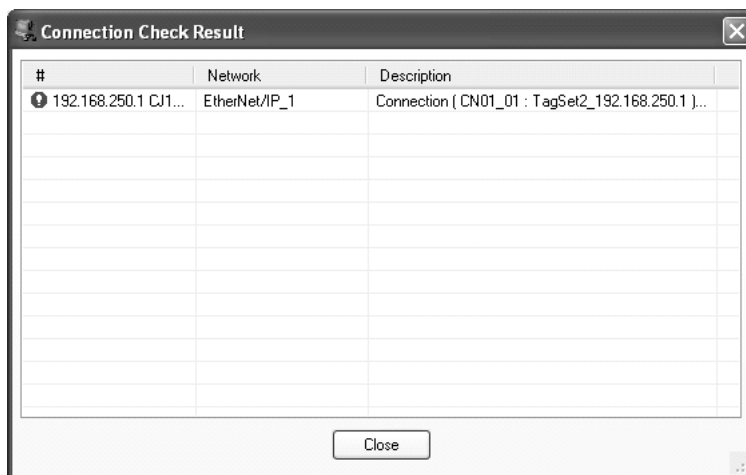 Connection Check Result
# Network Description
192.168.250.1 CJ1... EtherNet/IP_1 Connection ( CN01_01 : TagSet2_192.168.250.1 )...
Close